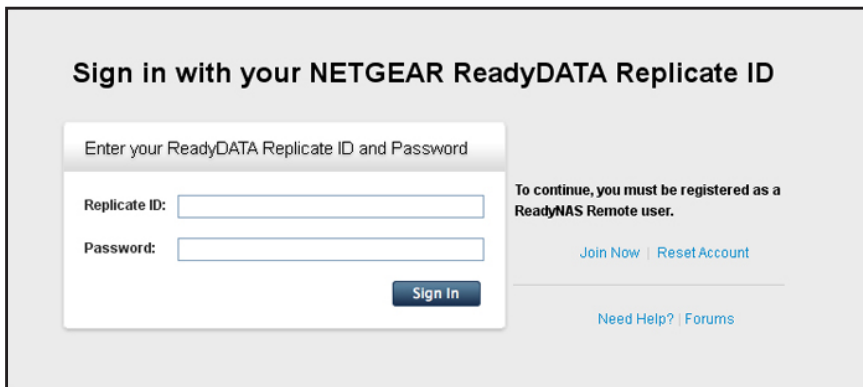 Sign in with your NETGEAR ReadyDATA Replicate ID
Enter your ReadyDATA Replicate ID and Password
Replicate ID:
Password:
Sign In
To continue, you must be registered as a
ReadyNAS Remote user.
Join Now | Reset Account
Need Help? | Forums